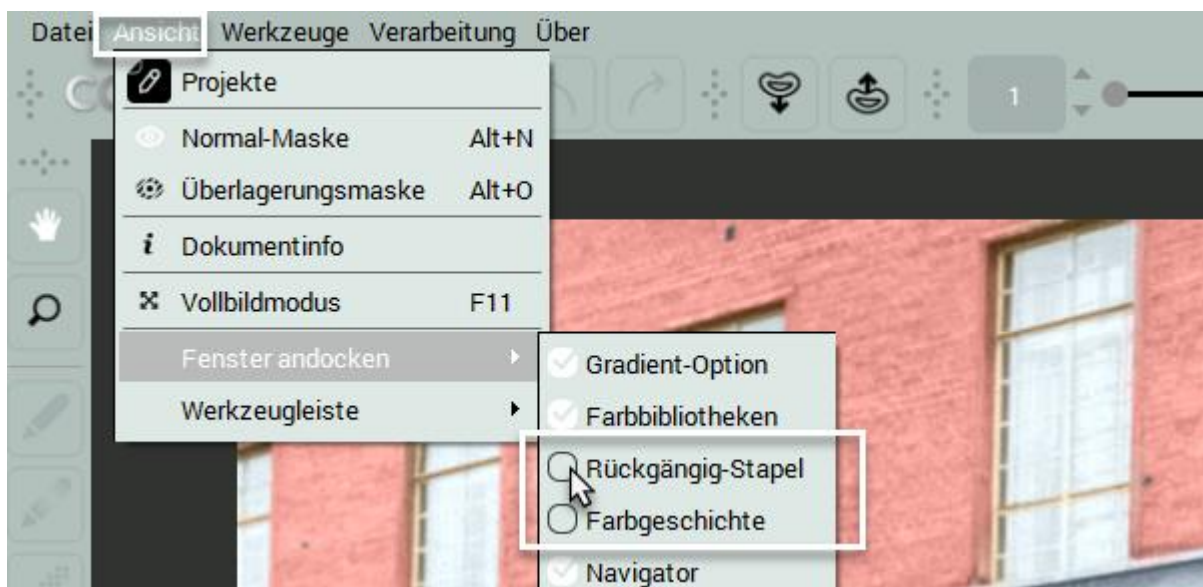 Datei Ansicht Werkzeuge Verarbeitung Über
Projekte
1
Normal-Maske Alt+N
Überlagerungsmaske Alt+O
Dokumentinfo
Vollbildmodus F11
Fenster andocken
Gradient-Option
Werkzeugleiste
Farbbibliotheken
Rückgängig-Stapel
Farbgeschichte
Navigator